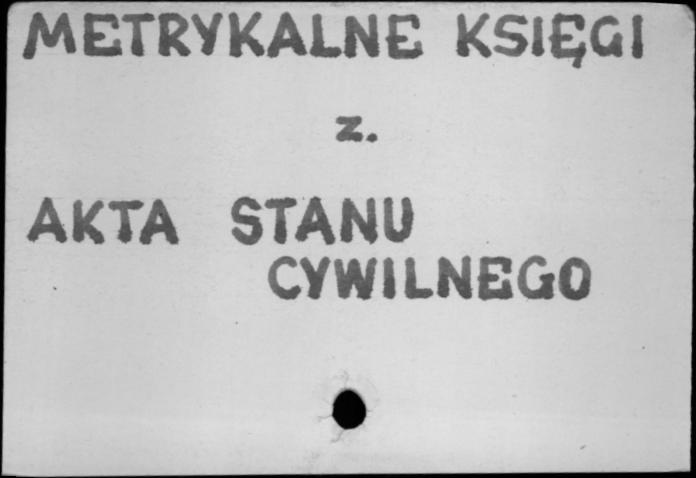 METRYKALNE KSIĘGI
z.
AKTA STANU
CYWILNEGO